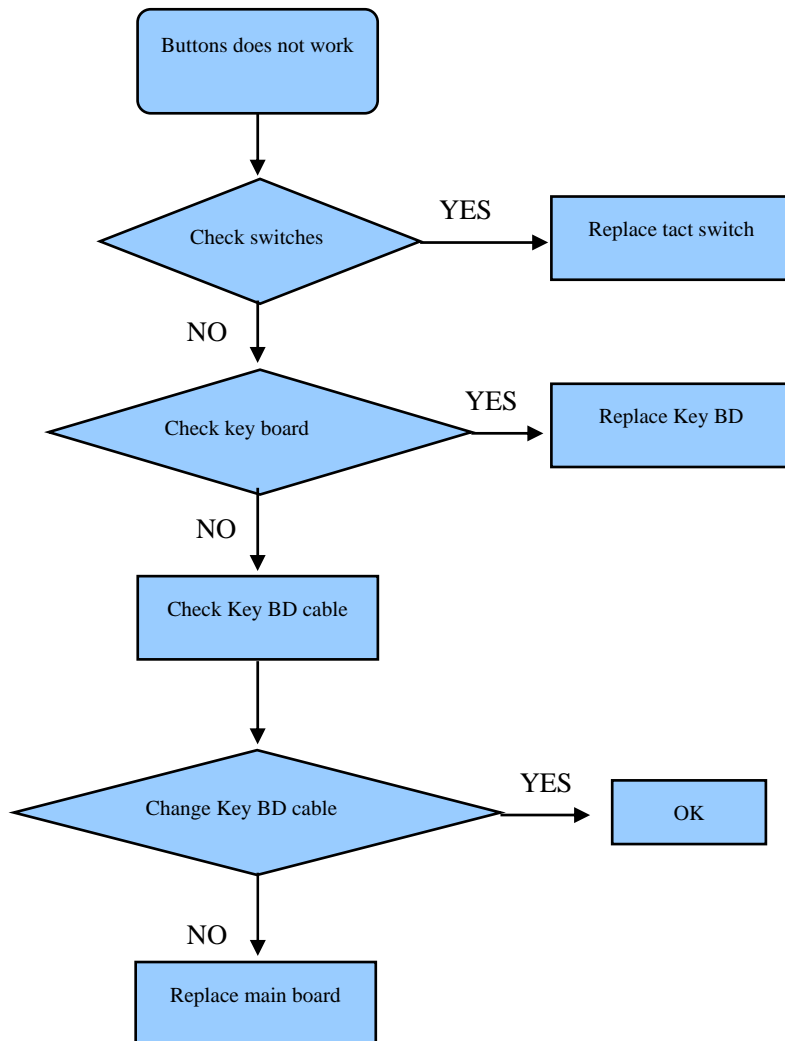 Buttons does not work
Check switches
YES
Replace tact switch
NO
Check key board
YES
Replace Key BD
NO
Check Key BD cable
Change Key BD cable
YES
OK
NO
Replace main board